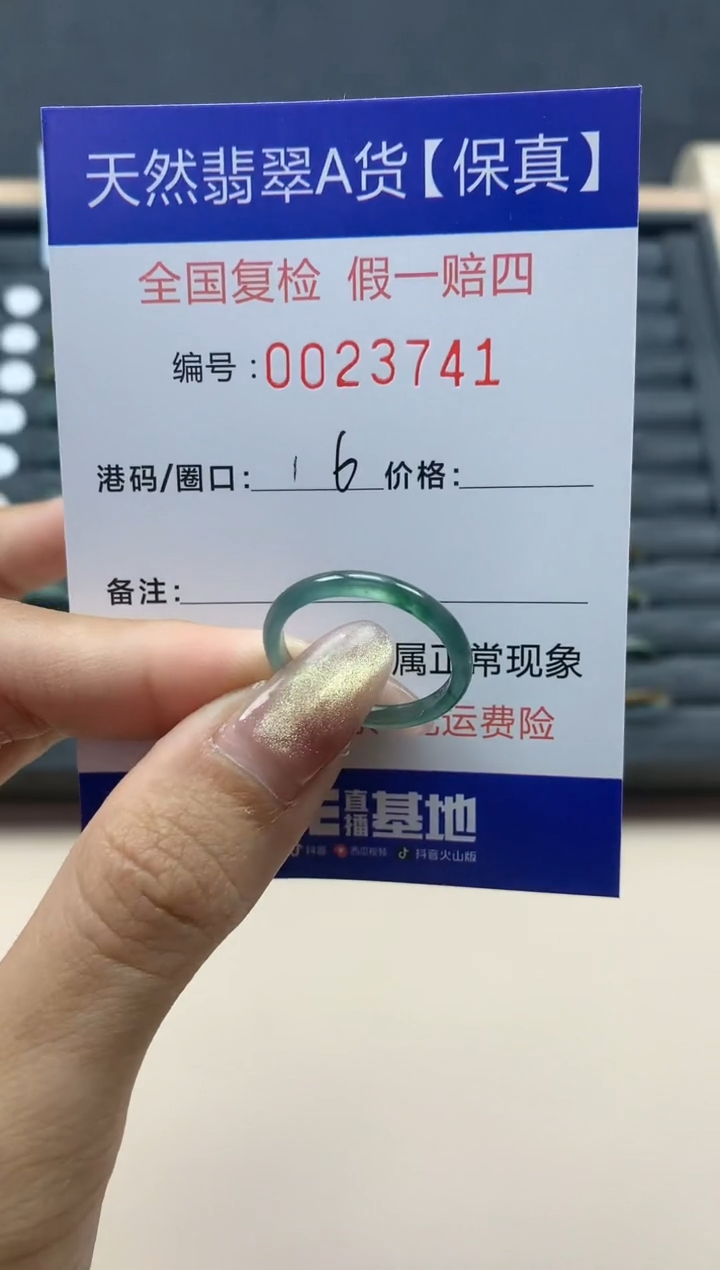 天然翡翠A货【保真】
全国复检 假一赔四
编号:0023741
港码/圈口: 16 价格:
备注:
属正常现象
运费险
直播基地
抖音 西瓜视频 抖音火山版